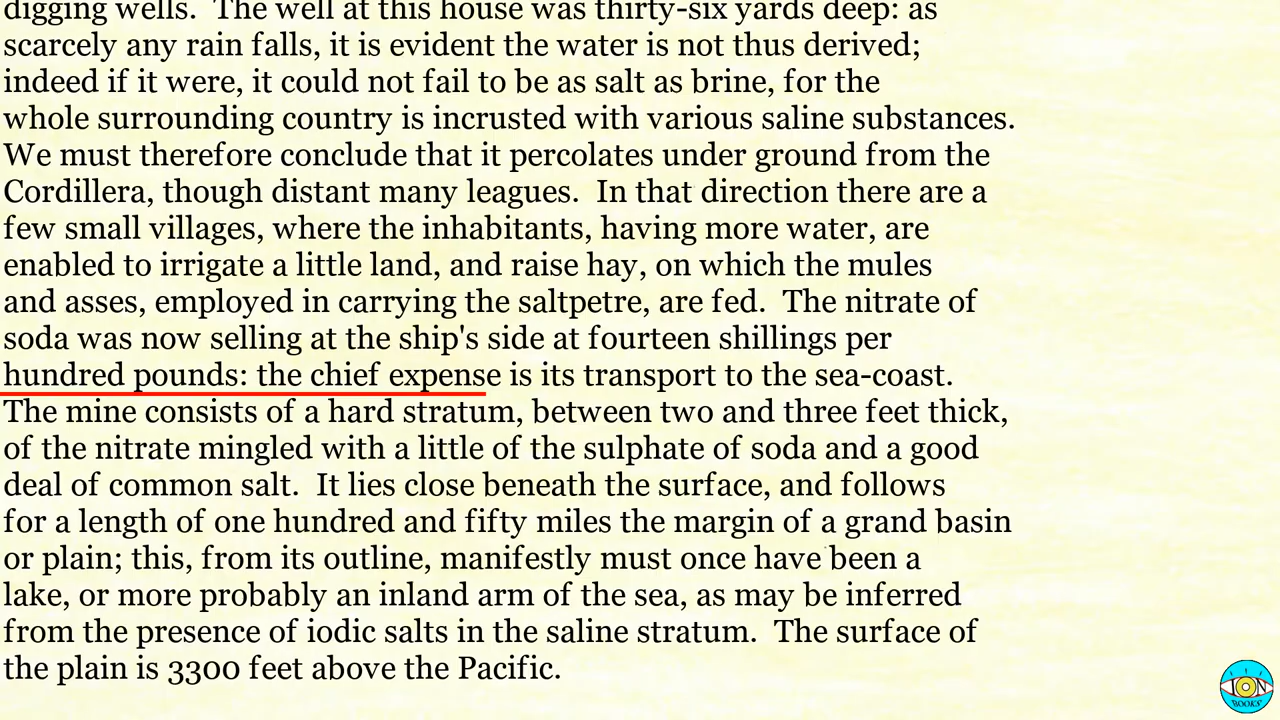 digging wells.  The well at this house was thirty-six yards deep: as
scarcely any rain falls, it is evident the water is not thus derived;
indeed if it were, it could not fail to be as salt as brine, for the
whole surrounding country is incrusted with various saline substances.
We must therefore conclude that it percolates under ground from the
Cordillera, though distant many leagues.  In that direction there are a
few small villages, where the inhabitants, having more water, are
enabled to irrigate a little land, and raise hay, on which the mules
and asses, employed in carrying the saltpetre, are fed.  The nitrate of
soda was now selling at the ship's side at fourteen shillings per
hundred pounds: the chief expense is its transport to the sea-coast.
The mine consists of a hard stratum, between two and three feet thick,
of the nitrate mingled with a little of the sulphate of soda and a good
deal of common salt.  It lies close beneath the surface, and follows
for a length of one hundred and fifty miles the margin of a grand basin
or plain; this, from its outline, manifestly must once have been a
lake, or more probably an inland arm of the sea, as may be inferred
from the presence of iodic salts in the saline stratum.  The surface of
the plain is 3300 feet above the Pacific.
ION
BOOKS